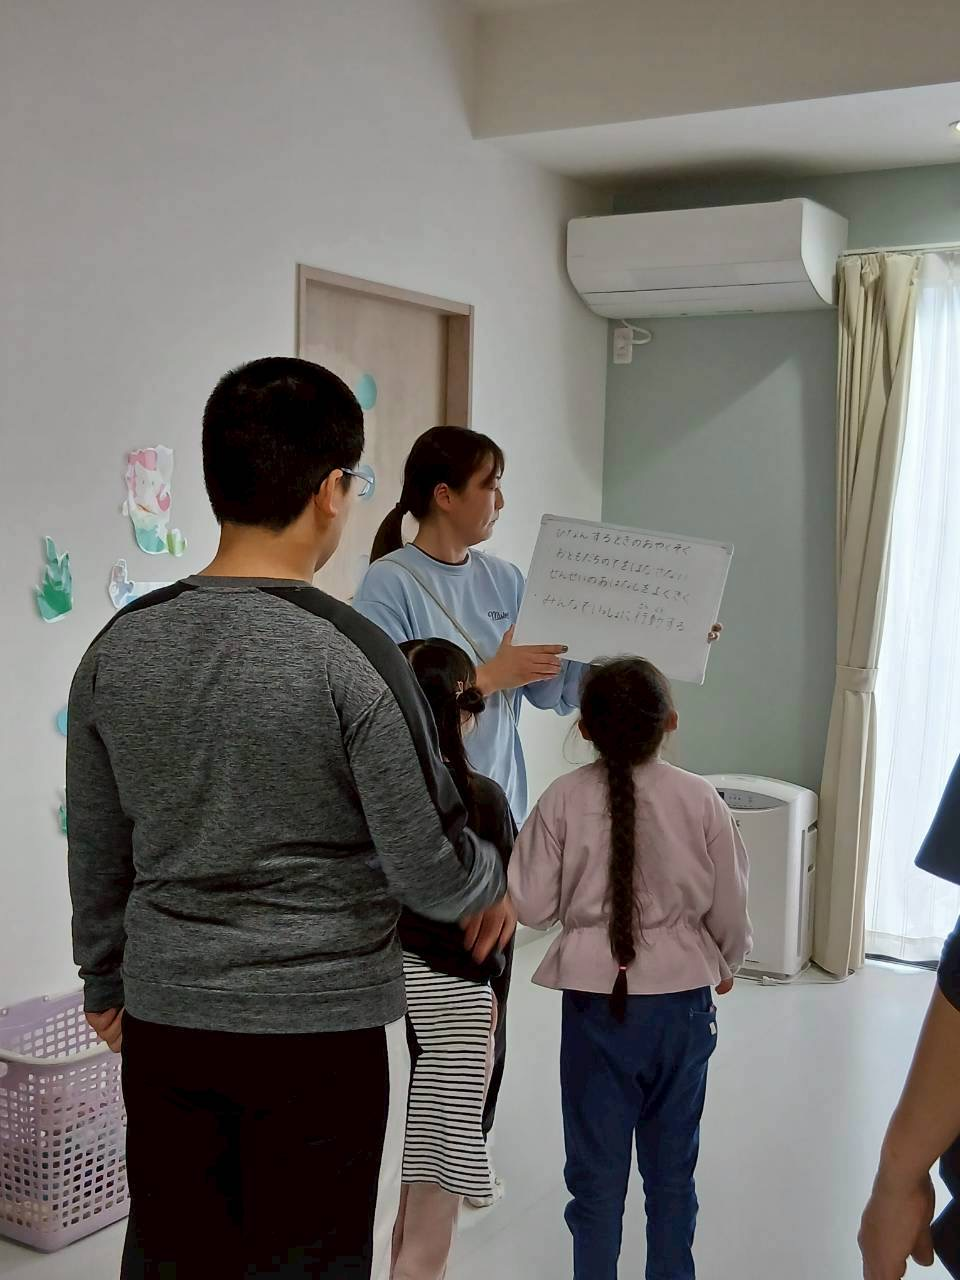 ひなんするときのおやくそく
おともだちのてをはなさない
せんせいのおはなしをよくきく
・みんなでいっしょに行動する